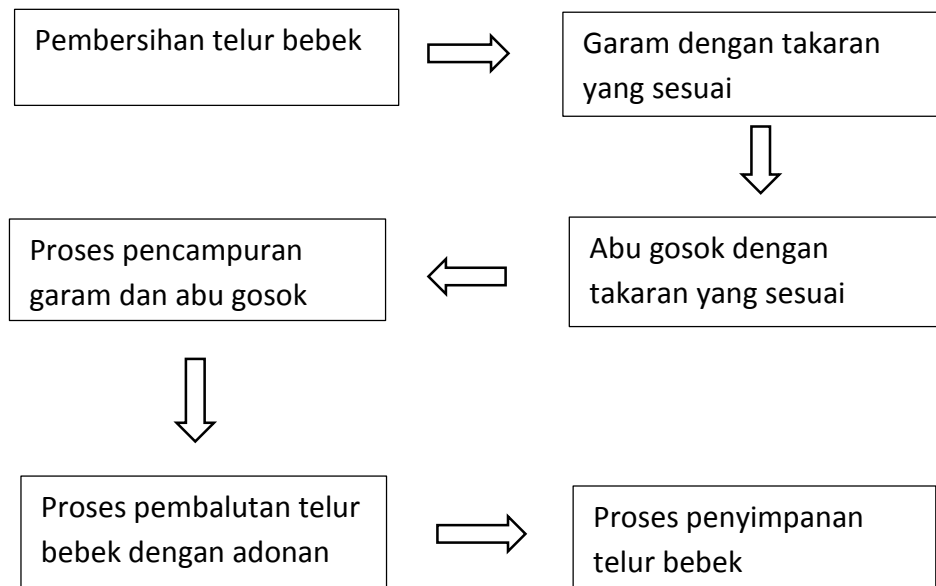 Pembersihan telur bebek
Garam dengan takaran
yang sesuai
Abu gosok dengan
takaran yang sesuai
Proses pencampuran
garam dan abu gosok
Proses pembalutan telur
bebek dengan adonan
Proses penyimpanan
telur bebek